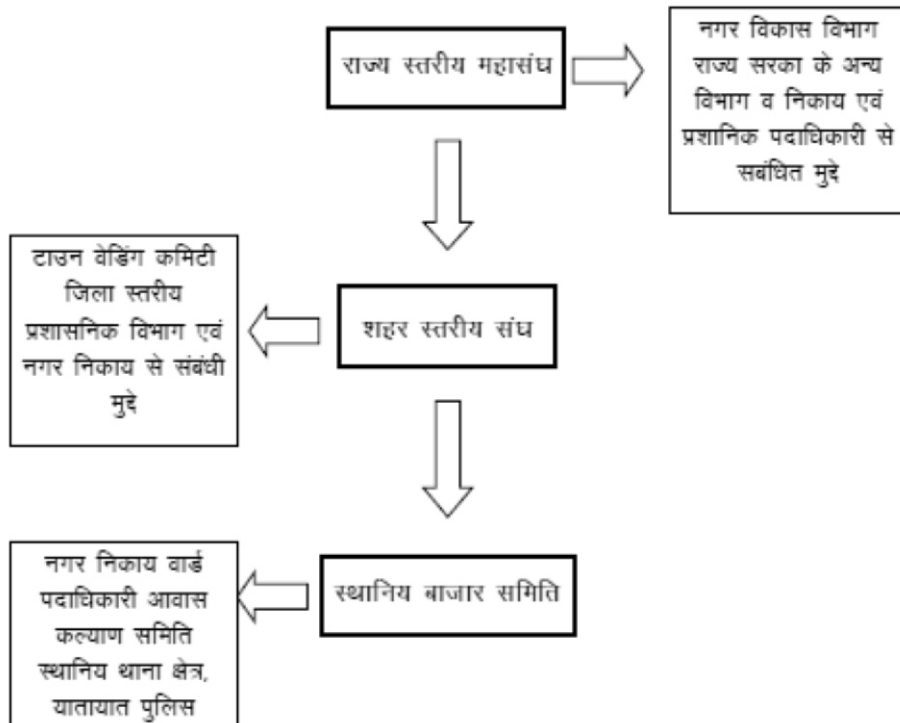 राज्य स्तरीय महासंघ
नगर विकास विभाग
राज्य सरका के अन्य
विभाग व निकाय एवं
प्रशानिक पदाधिकारी से
सबंधित मुद्दे
टाउन वेडिंग कमिटी
जिला स्तरीय
प्रशासनिक विभाग एवं
नगर निकाय से संबंधी
मुद्दे
शहर स्तरीय संघ
नगर निकाय वार्ड
पदाधिकारी आवास
कल्याण समिति
स्थानिय थाना क्षेत्र,
यातायात पुलिस
स्थानिय बाजार समिति